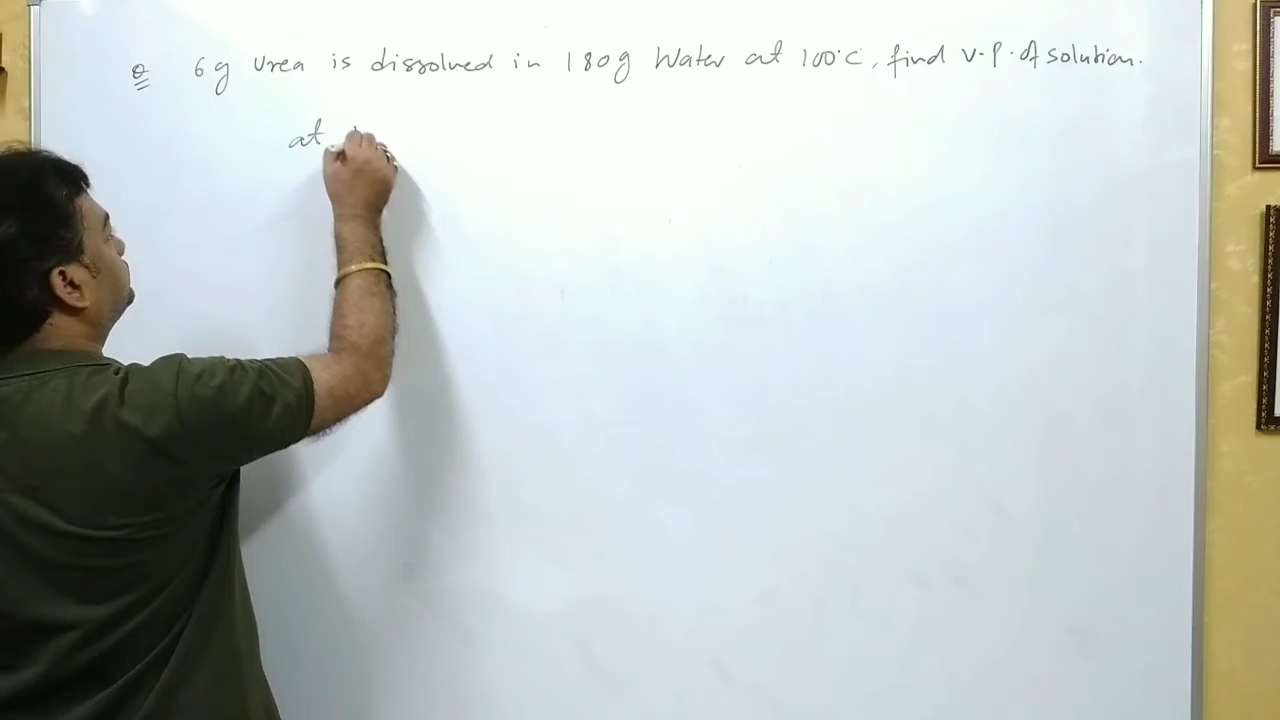 Q 6g Urea is dissolved in 180g Water at 100°C, find V.P. of solution.
at